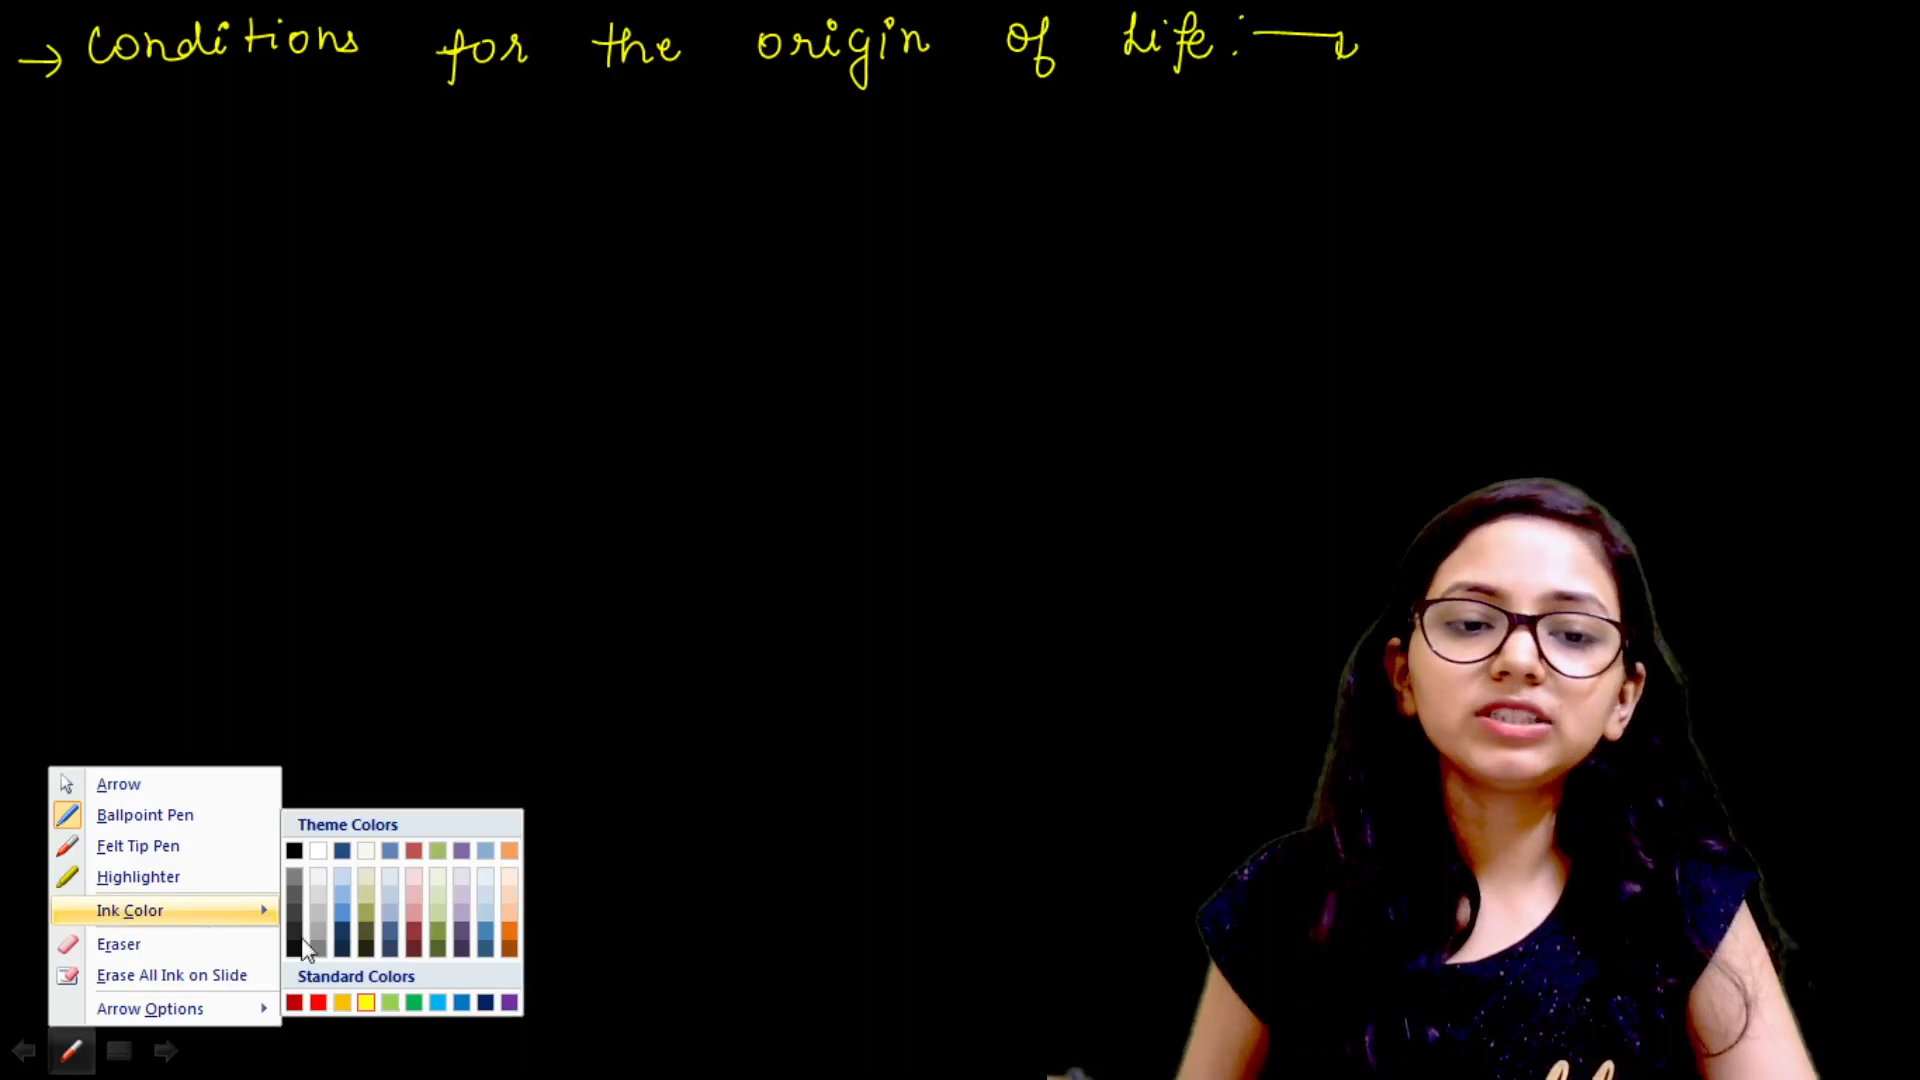 → Conditions for the origin of Life :→
Arrow
Ballpoint Pen
Felt Tip Pen
Highlighter
Ink Color
Eraser
Erase All Ink on Slide
Arrow Options
Theme Colors
Standard Colors